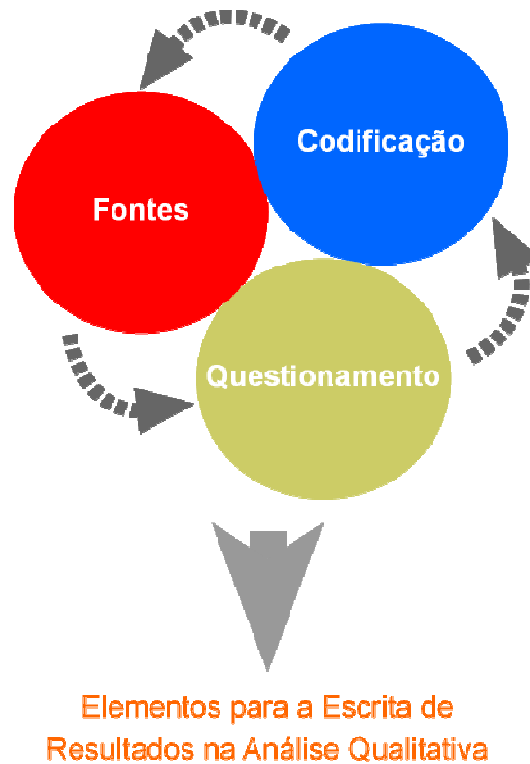 Codificação
Fontes
Questionamento
Elementos para a Escrita de
Resultados na Análise Qualitativa